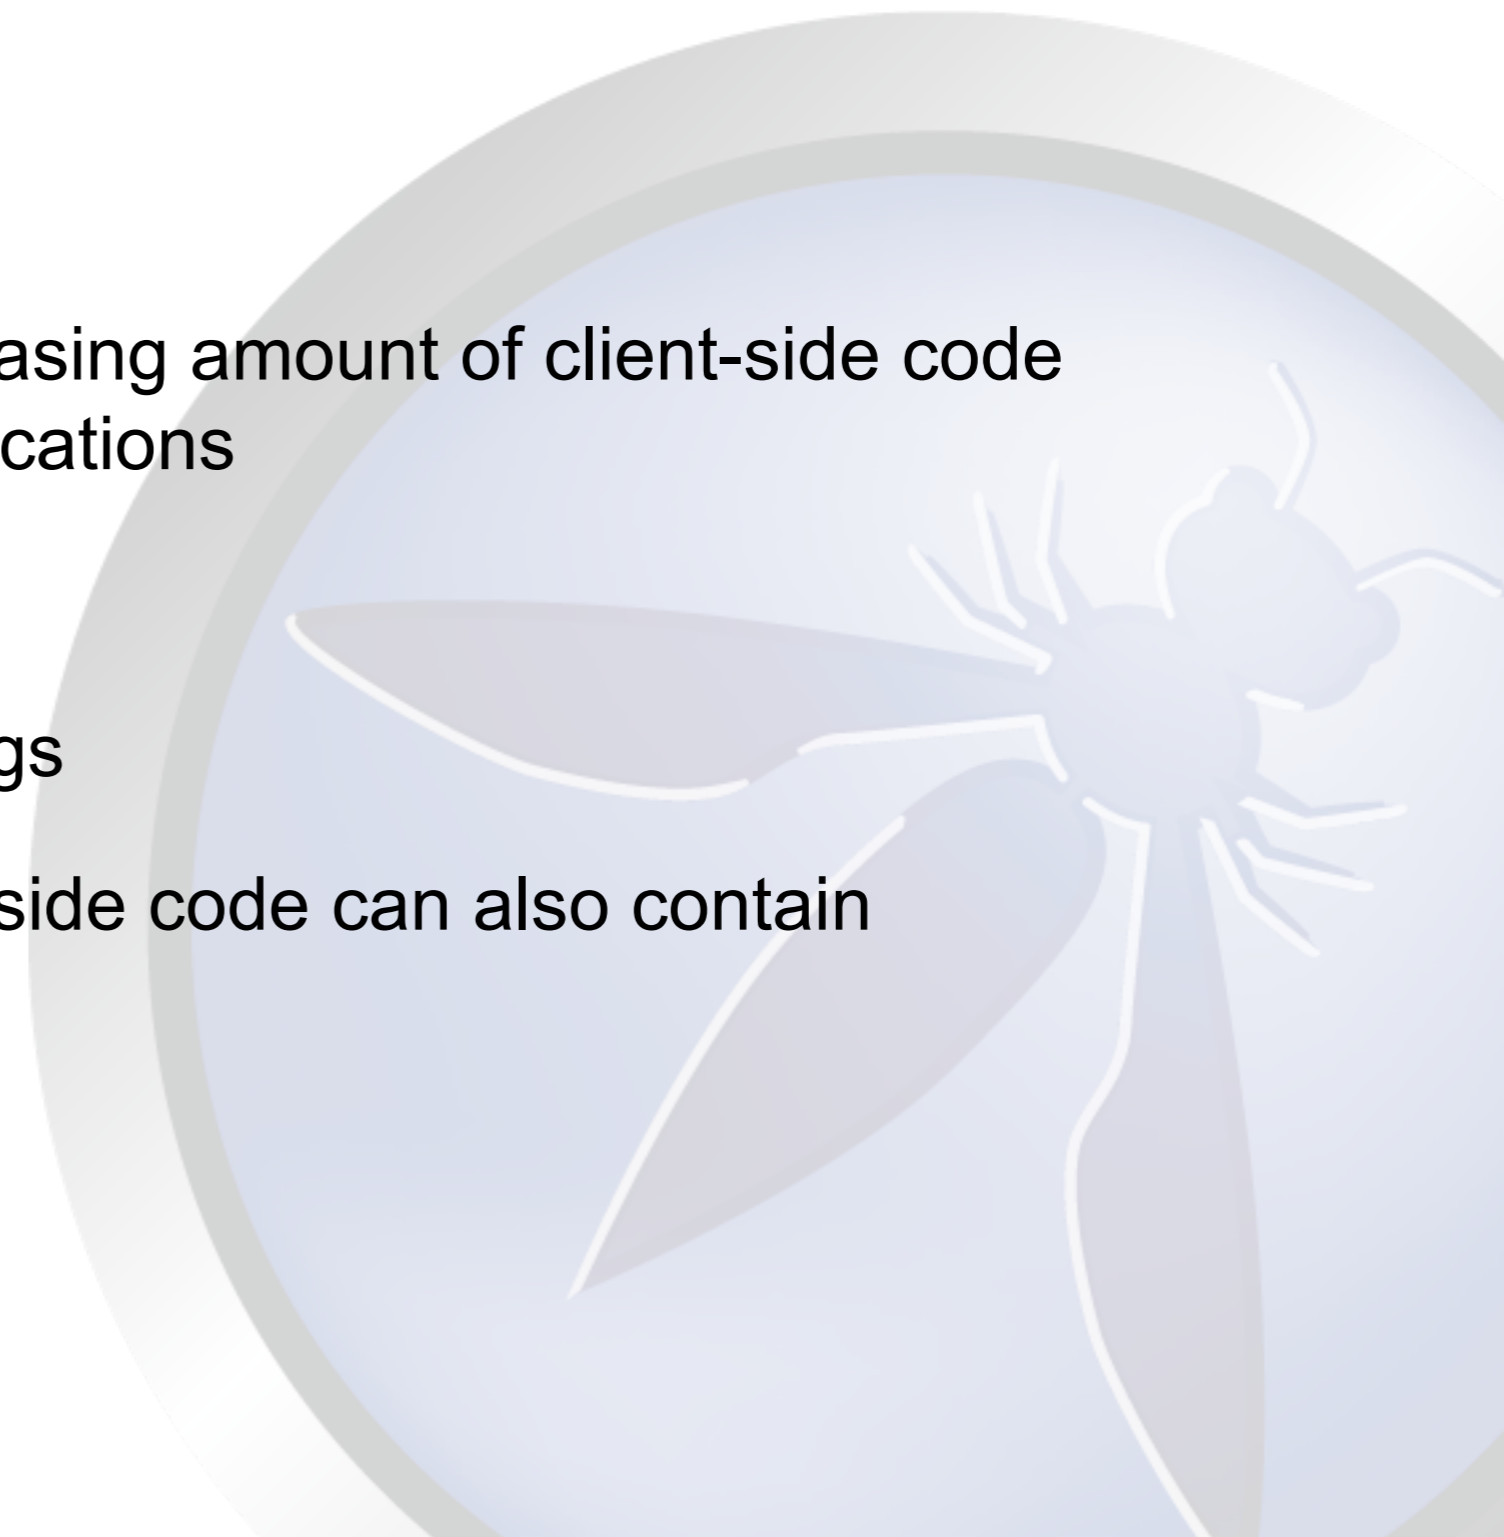 asing amount of client-side code
cations
gs
side code can also contain